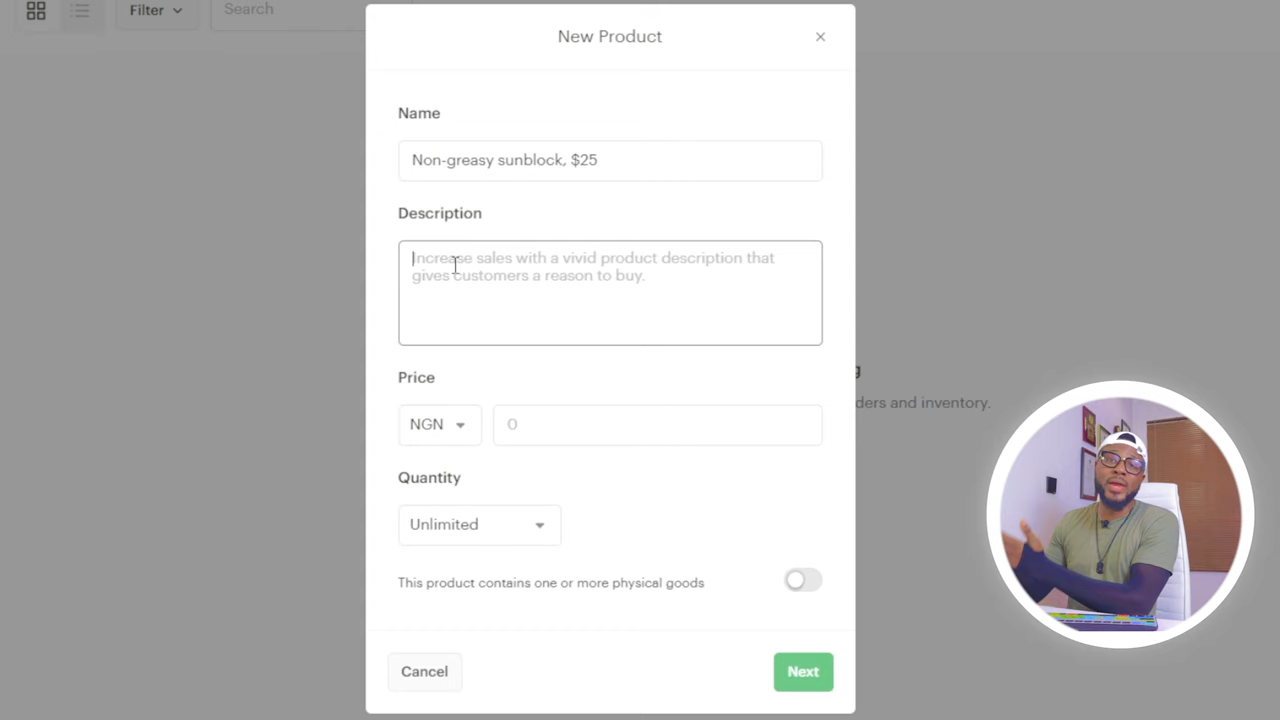 Filter
Search
New Product
Name
Non-greasy sunblock, $25
Description
Increase sales with a vivid product description that
gives customers a reason to buy.
Price
NGN
0
g
ders and inventory.
Quantity
Unlimited
This product contains one or more physical goods
Cancel
Next